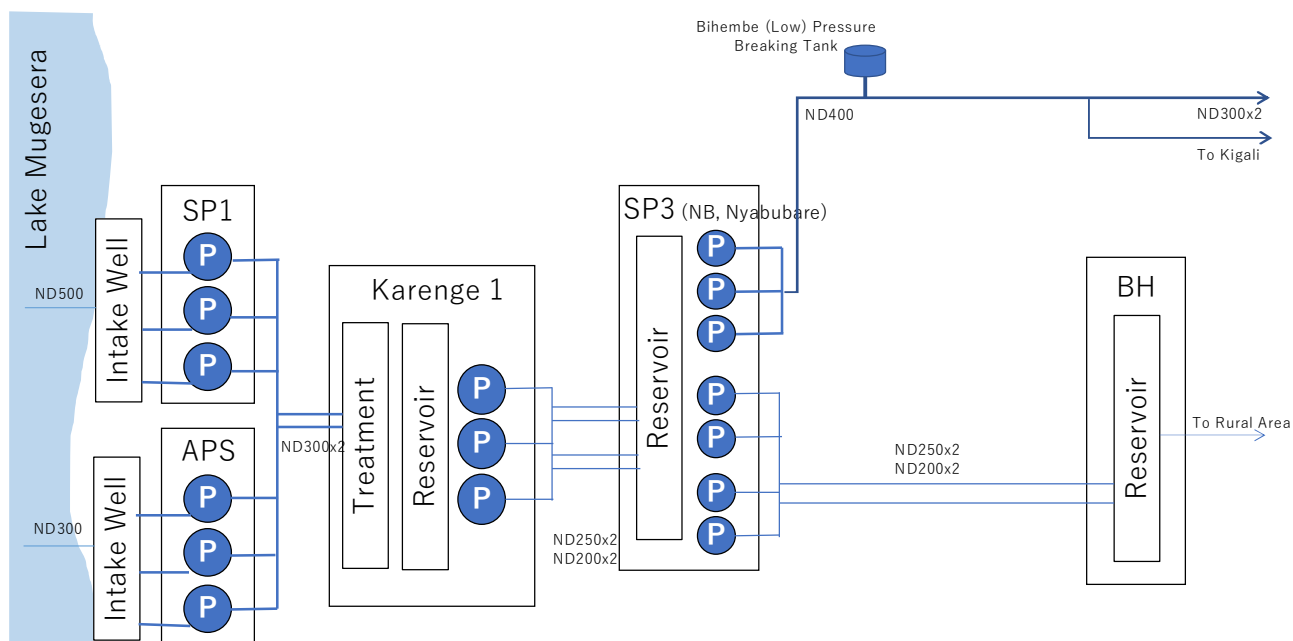 Bihembe (Low) Pressure
Breaking Tank
ND400
ND300x2
To Kigali
Lake Mugesera
ND500
Intake Well
SP1
P
P
P
ND300
Intake Well
APS
P
P
P
ND300x2
Karenge 1
Treatment
Reservoir
P
P
P
ND250x2
ND200x2
SP3 (NB, Nyabubare)
Reservoir
P
P
P
P
P
P
P
ND250x2
ND200x2
BH
Reservoir
To Rural Area